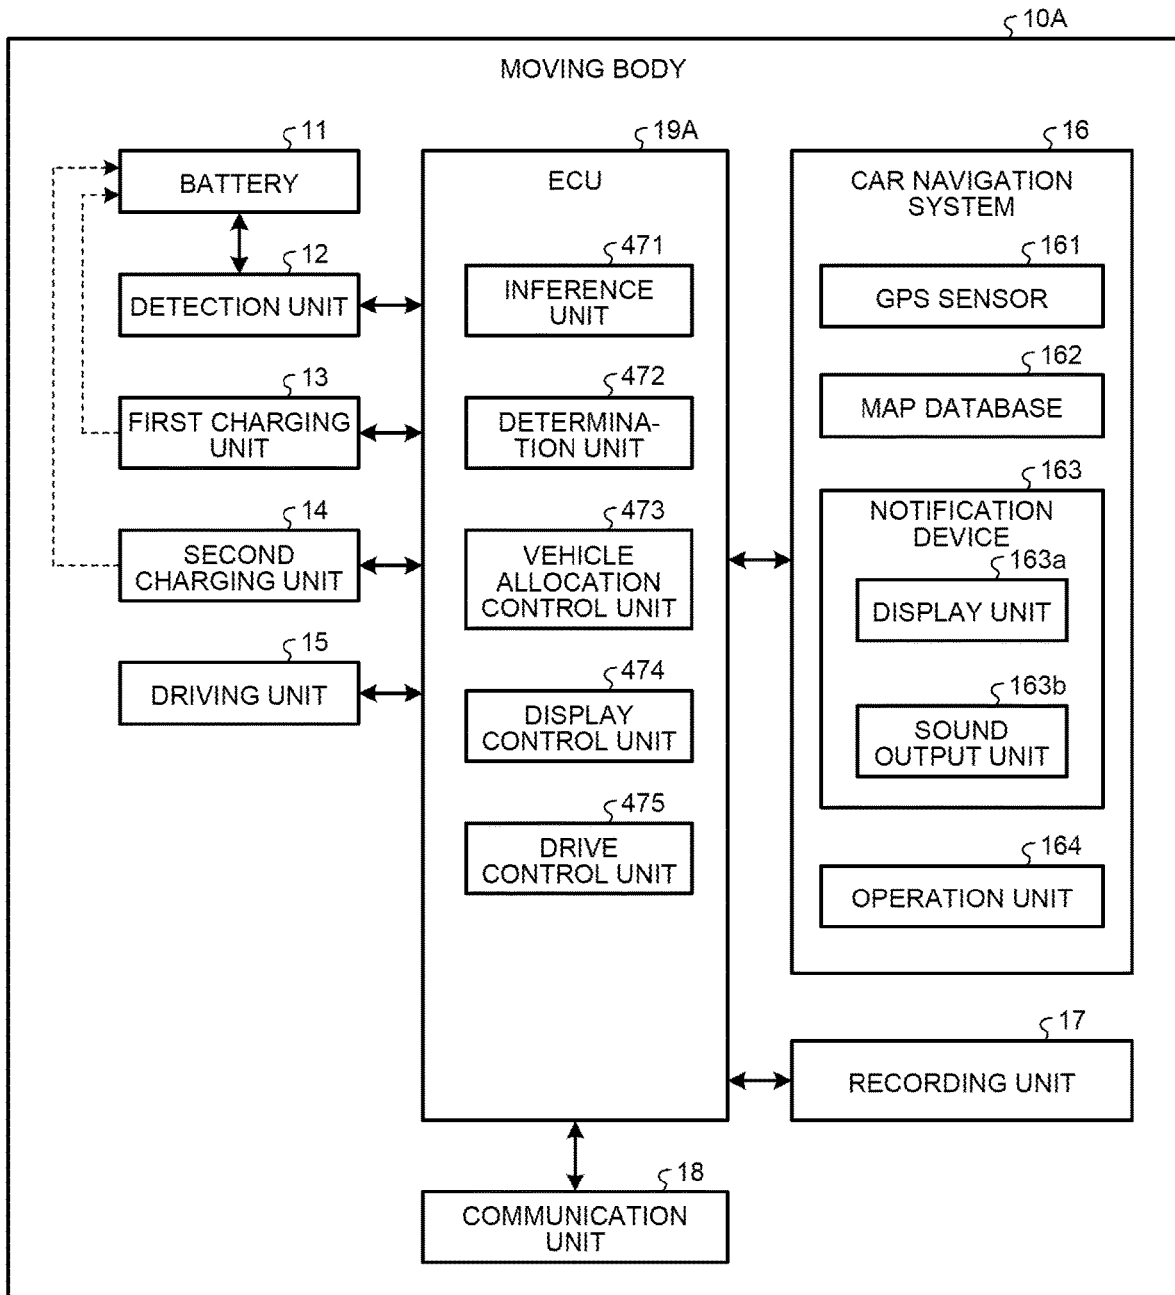 10A
MOVING BODY
11
BATTERY
12
DETECTION UNIT
13
FIRST CHARGING
UNIT
14
SECOND
CHARGING UNIT
15
DRIVING UNIT
19A
ECU
471
INFERENCE
UNIT
472
DETERMINA-
TION UNIT
473
VEHICLE
ALLOCATION
CONTROL UNIT
474
DISPLAY
CONTROL UNIT
475
DRIVE
CONTROL UNIT
16
CAR NAVIGATION
SYSTEM
161
GPS SENSOR
162
MAP DATABASE
163
NOTIFICATION
DEVICE
163a
DISPLAY UNIT
163b
SOUND
OUTPUT UNIT
164
OPERATION UNIT
17
RECORDING UNIT
18
COMMUNICATION
UNIT